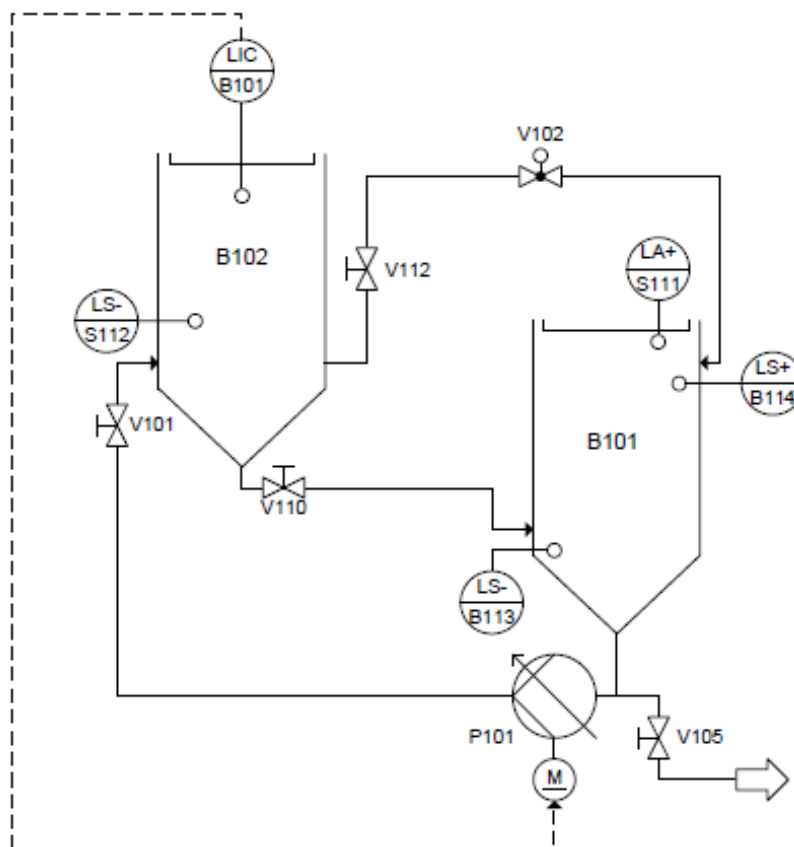 LIC
B101
V102
B102
V112
LA+
S111
LS-
S112
LS+
B114
V101
B101
V110
LS-
B113
P101
V105
M